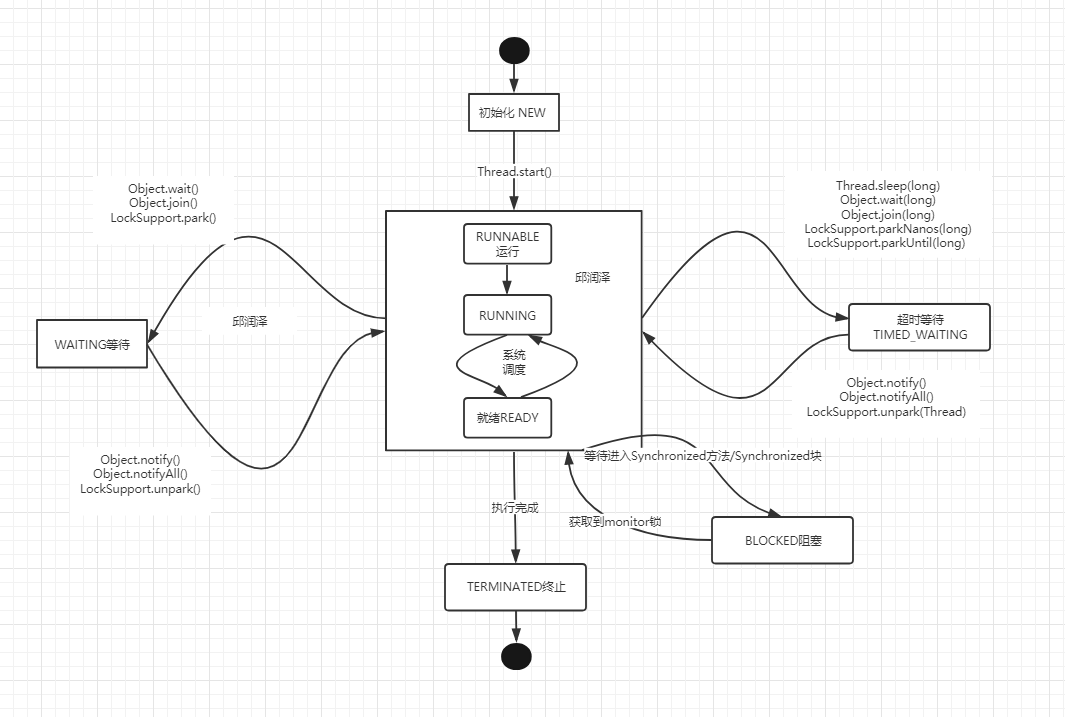 初始化 NEW
Thread.start()
Object.wait()
Object.join()
LockSupport.park()
Thread.sleep(long)
Object.wait(long)
Object.join(long)
LockSupport.parkNanos(long)
LockSupport.parkUntil(long)
RUNNABLE
运行
邱润泽
RUNNING
邱润泽
WAITING等待
超时等待
TIMED_WAITING
系统
调度
就绪READY
Object.notify()
Object.notifyAll()
LockSupport.unpark(Thread)
Object.notify()
Object.notifyAll()
LockSupport.unpark()
等待进入Synchronized方法/Synchronized块
执行完成
获取到monitor锁
BLOCKED阻塞
TERMINATED终止